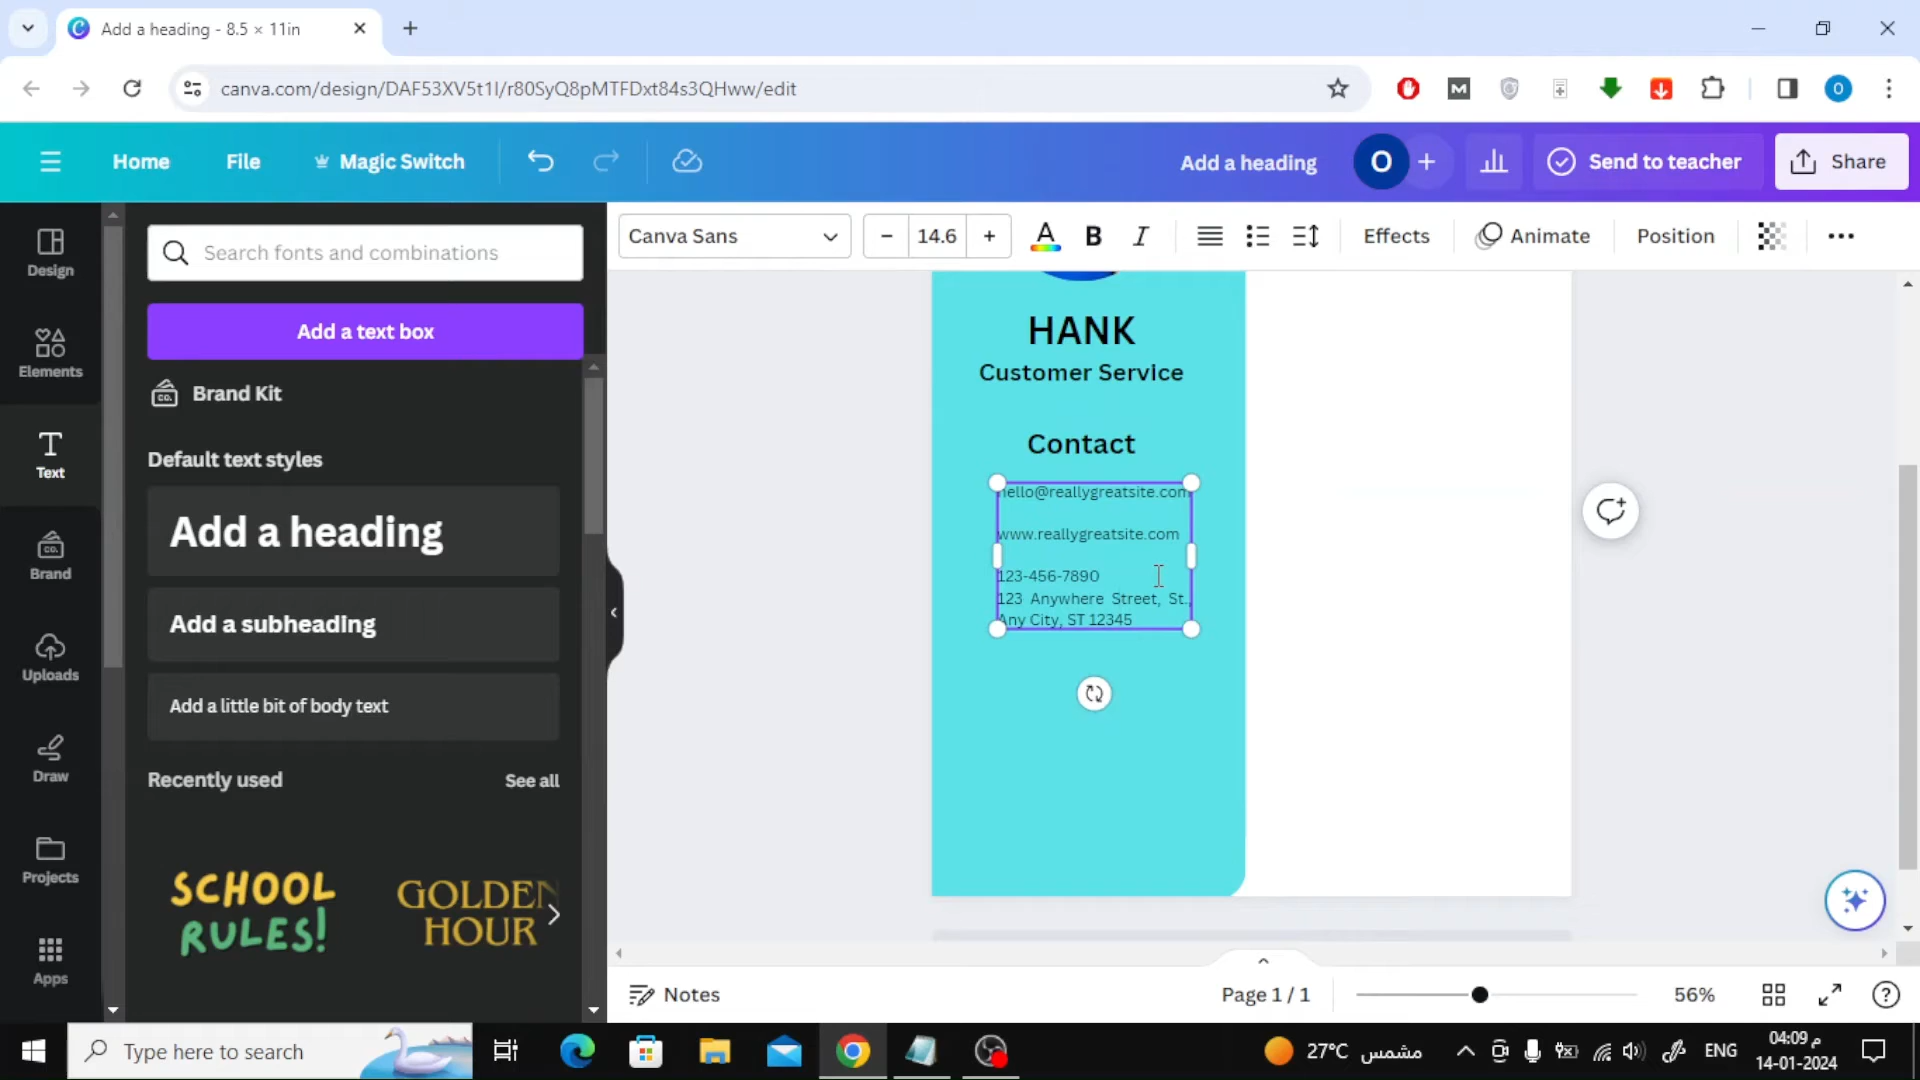 Add a heading - 8.5 × 11in
canva.com/design/DAF53XV5t1I/r80SyQ8pMTFDxt84s3QHww/edit
Home
File
Magic Switch
Add a heading
O
Send to teacher
Share
Design
Elements
Text
Brand
Uploads
Draw
Projects
Apps
Search fonts and combinations
Add a text box
Brand Kit
Default text styles
Add a heading
Add a subheading
Add a little bit of body text
Recently used
See all
SCHOOL
RULES!
GOLDEN
HOUR
Canva Sans
14.6
B
I
Effects
Animate
Position
HANK
Customer Service
Contact
hello@reallygreatsite.com
www.reallygreatsite.com
123-456-7890
123 Anywhere Street, St.,
Any City, ST 12345
Notes
Page 1 / 1
56%
Type here to search
27°C مشمس
ENG
04:09 م
14-01-2024